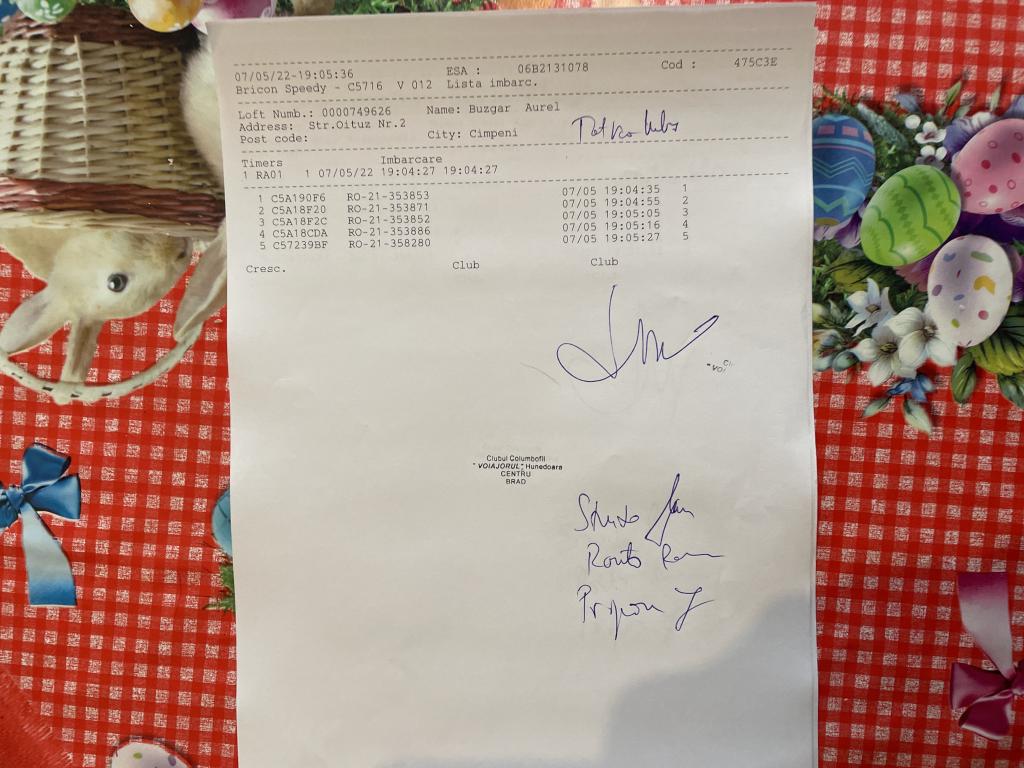 07/05/22-19:05:36 ESA : 06B2131078 Cod : 475C3E
Bricon Speedy - C5716 V 012 Lista imbarc.
Loft Numb.: 0000749626 Name: Buzgar Aurel
Address: Str.Oituz Nr.2
Post code: City: Cimpeni
Timers Imbarcare
1 RA01 1 07/05/22 19:04:27 19:04:27
1 C5A190F6 RO-21-353853 07/05 19:04:35 1
2 C5A18F20 RO-21-353871 07/05 19:04:55 2
3 C5A18F2C RO-21-353852 07/05 19:05:05 3
4 C5A18CDA RO-21-353886 07/05 19:05:16 4
5 C57239BF RO-21-358280 07/05 19:05:27 5
Cresc. Club Club
Clubul Columbofil
"VOIAJORUL" Hunedoara
CENTRU
BRAD